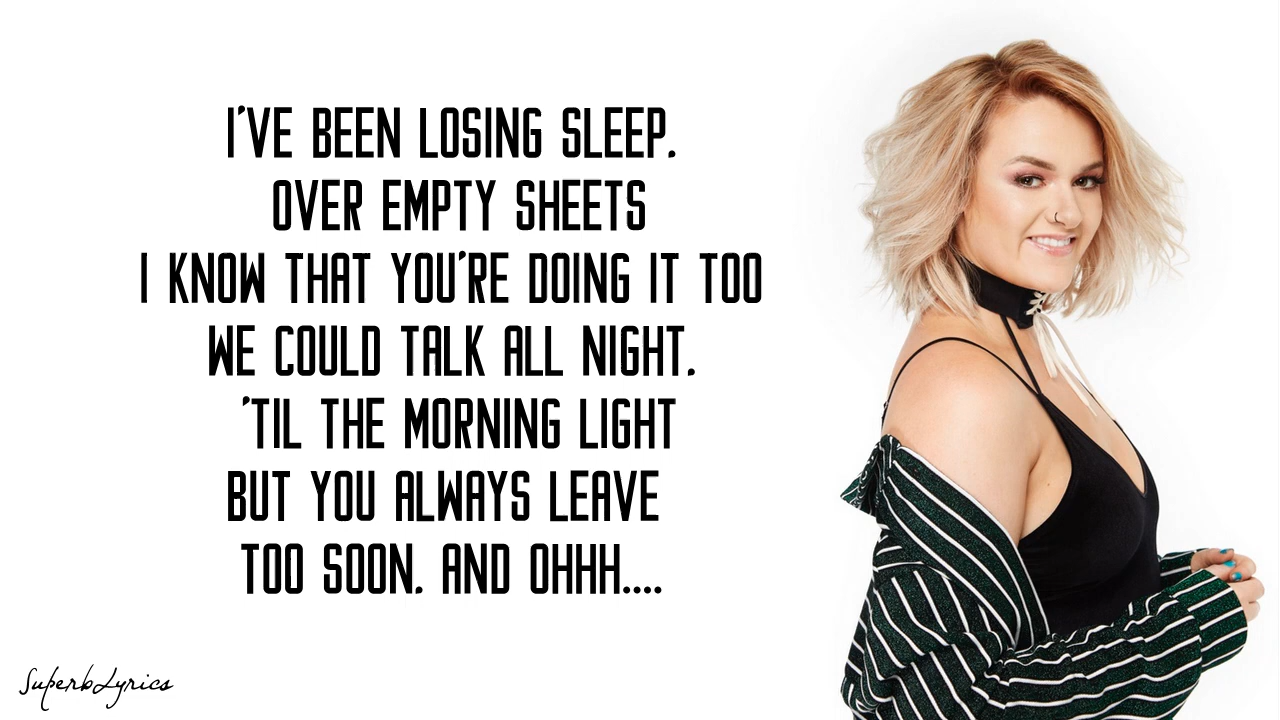 I'VE BEEN LOSING SLEEP.
OVER EMPTY SHEETS
I KNOW THAT YOU'RE DOING IT TOO
WE COULD TALK ALL NIGHT.
'TIL THE MORNING LIGHT
BUT YOU ALWAYS LEAVE
TOO SOON. AND OHHH....
SuperbLyrics